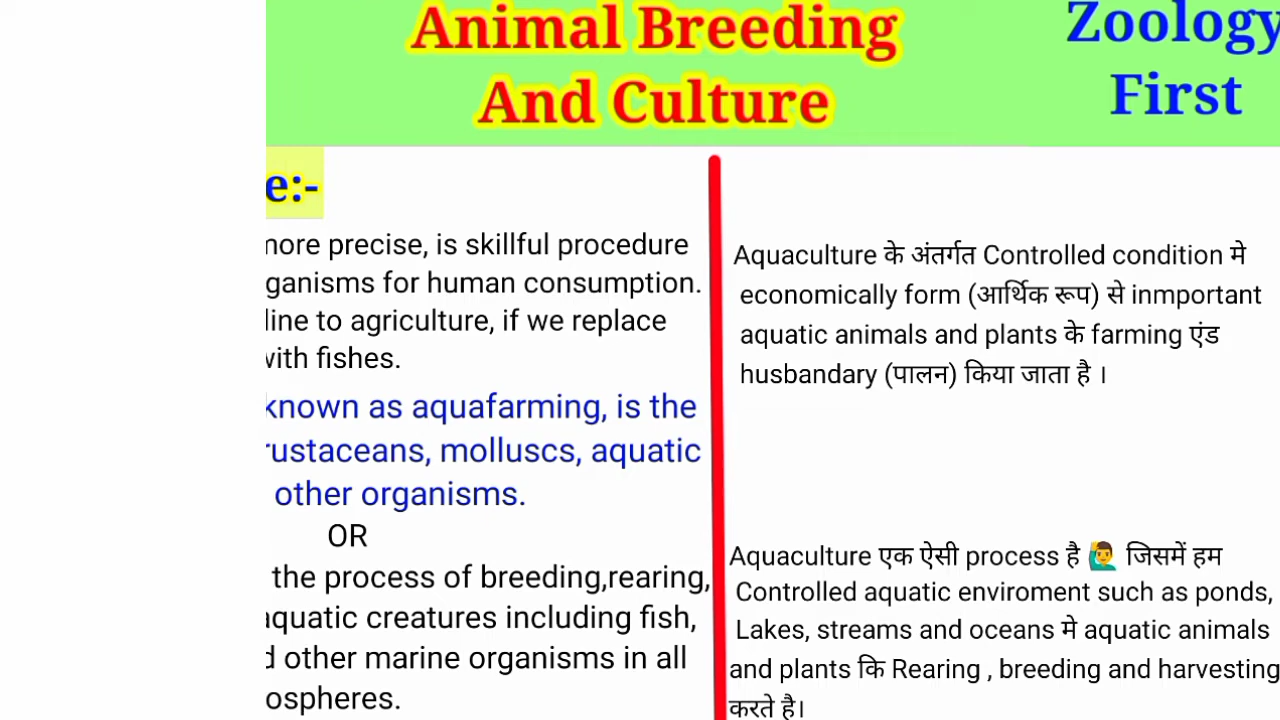 Animal Breeding
And Culture
Zoology
First
e:-
more precise, is skillful procedure
ganisms for human consumption.
line to agriculture, if we replace
with fishes.
known as aquafarming, is the
rustaceans, molluscs, aquatic
other organisms.
OR
the process of breeding,rearing,
aquatic creatures including fish,
d other marine organisms in all
ospheres.
Aquaculture के अंतर्गत Controlled condition मे
economically form (आर्थिक रूप) से inmportant
aquatic animals and plants के farming एंड
husbandary (पालन) किया जाता है ।
Aquaculture एक ऐसी process है 🙋‍♂️ जिसमें हम
Controlled aquatic enviroment such as ponds,
Lakes, streams and oceans मे aquatic animals
and plants कि Rearing , breeding and harvesting
करते है।